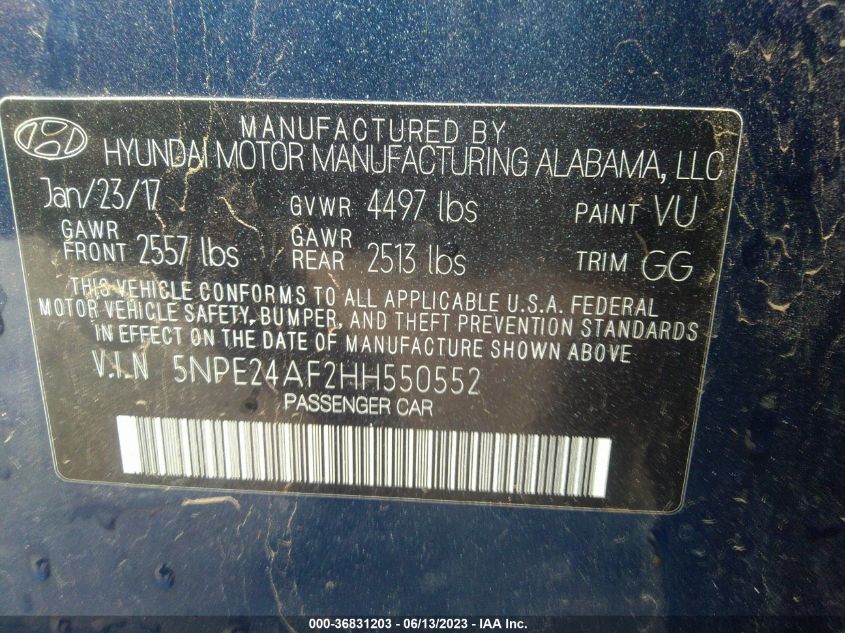 MANUFACTURED BY
HYUNDAI MOTOR MANUFACTURING ALABAMA, LLC
Jan/23/17 GVWR 4497 lbs PAINT VU
GAWR FRONT 2557 lbs GAWR REAR 2513 lbs TRIM GG
THIS VEHICLE CONFORMS TO ALL APPLICABLE U.S.A. FEDERAL
MOTOR VEHICLE SAFETY, BUMPER, AND THEFT PREVENTION STANDARDS
IN EFFECT ON THE DATE OF MANUFACTURE SHOWN ABOVE
V.I.N 5NPE24AF2HH550552
PASSENGER CAR
000-36831203 - 06/13/2023 - IAA Inc.